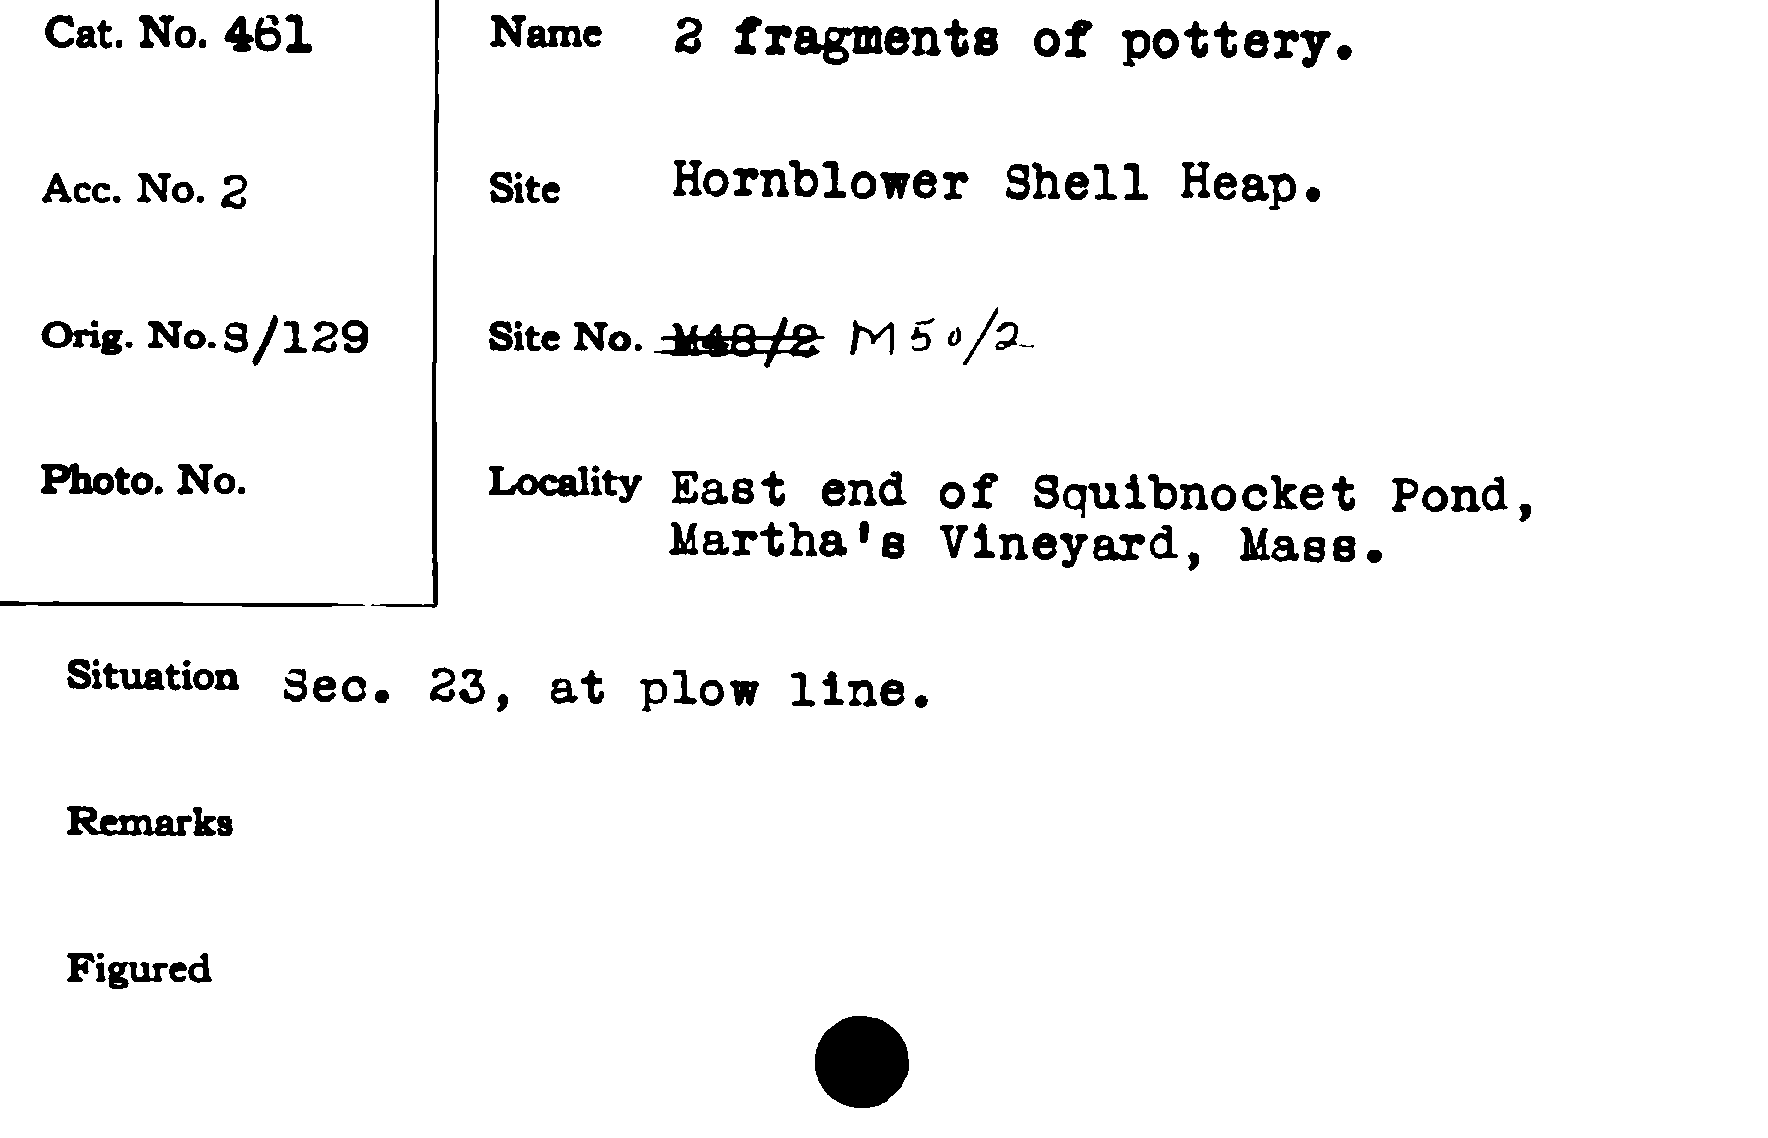 Cat. No. 461
Name 2 fragments of pottery.
Acc. No. 2
Site Hornblower Shell Heap.
Orig. No. S/129
Site No. M48/2 M50/2
Photo. No.
Locality East end of Squibnocket Pond,
Martha's Vineyard, Mass.
Situation Sec. 23, at plow line.
Remarks
Figured